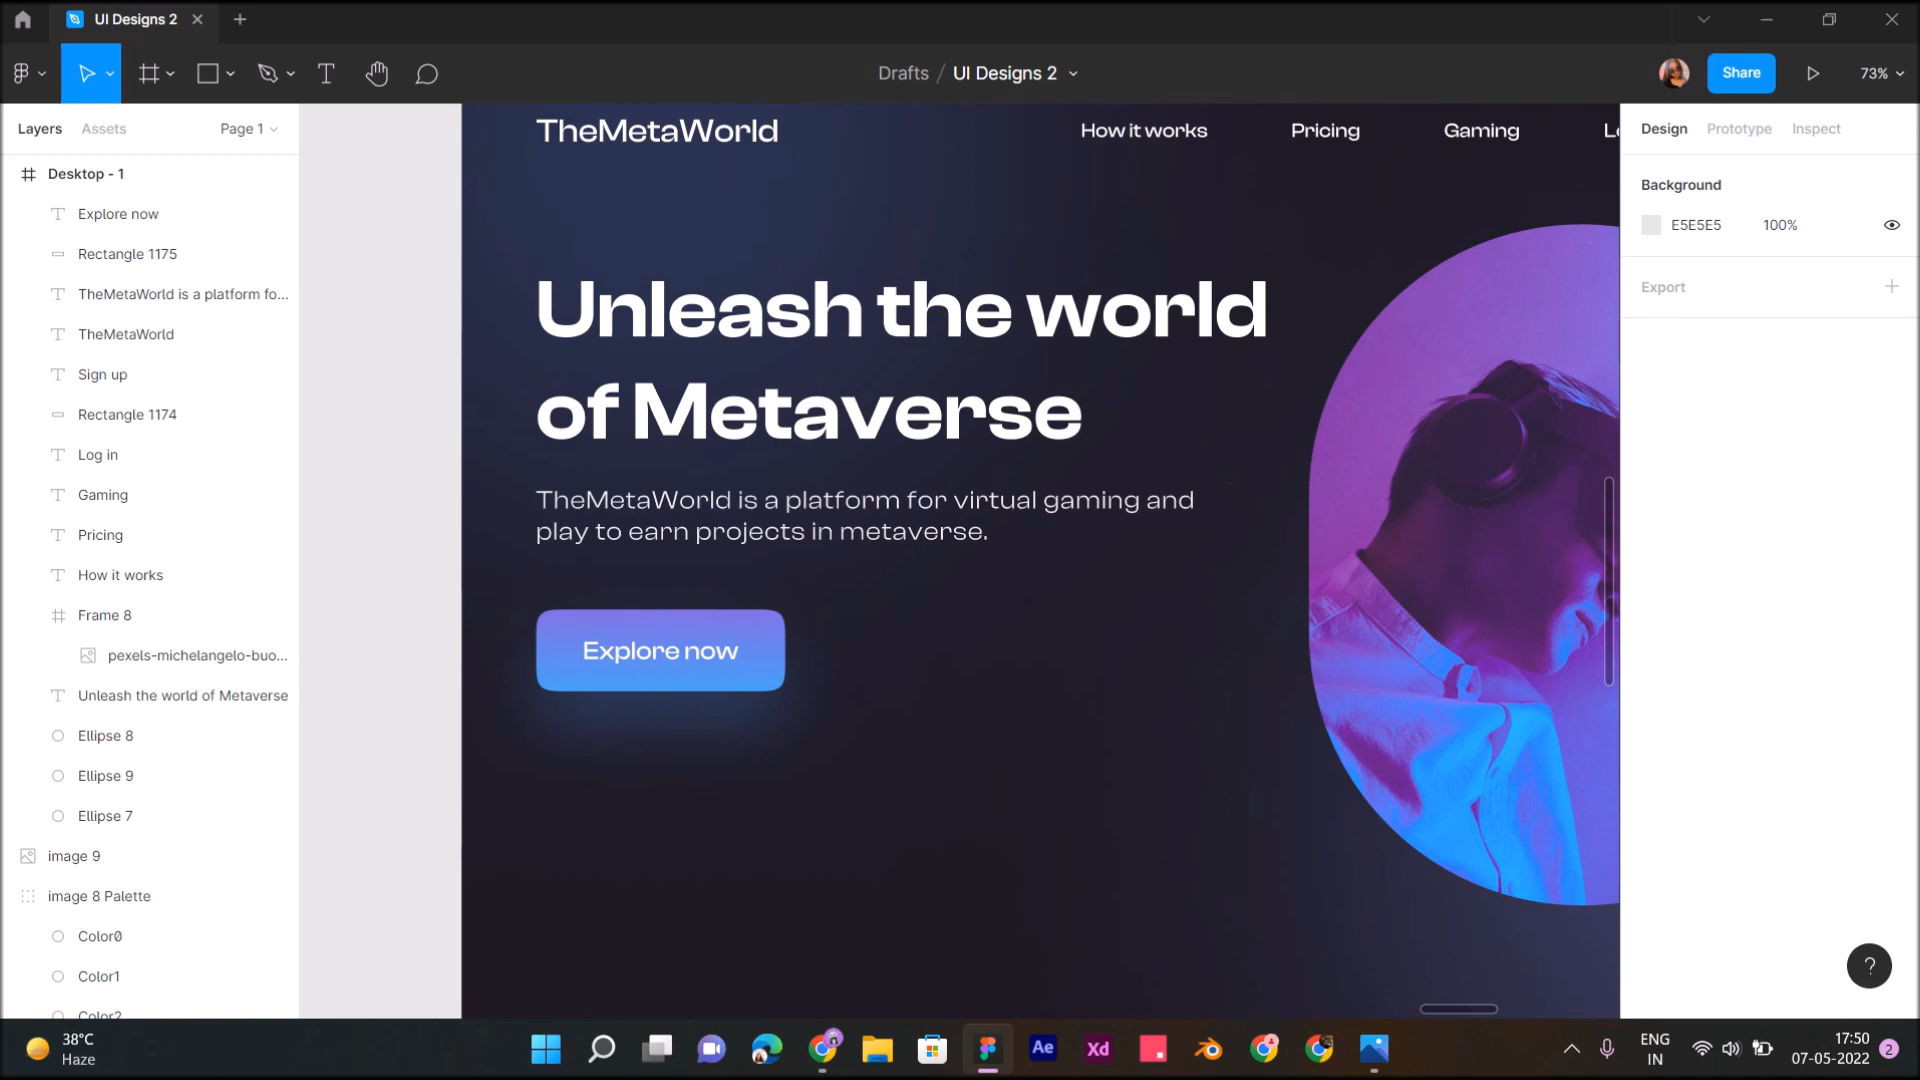 UI Designs 2
Drafts / UI Designs 2
Share
73%
Layers
Assets
Page 1
Desktop - 1
Explore now
Rectangle 1175
TheMetaWorld is a platform fo...
TheMetaWorld
Sign up
Rectangle 1174
Log in
Gaming
Pricing
How it works
Frame 8
pexels-michelangelo-buo...
Unleash the world of Metaverse
Ellipse 8
Ellipse 9
Ellipse 7
image 9
image 8 Palette
Color0
Color1
Color2
TheMetaWorld
How it works
Pricing
Gaming
Unleash the world
of Metaverse
TheMetaWorld is a platform for virtual gaming and
play to earn projects in metaverse.
Explore now
Design
Prototype
Inspect
Background
E5E5E5
100%
Export
?
38°C
Haze
Ae
Xd
ENG
IN
17:50
07-05-2022
2